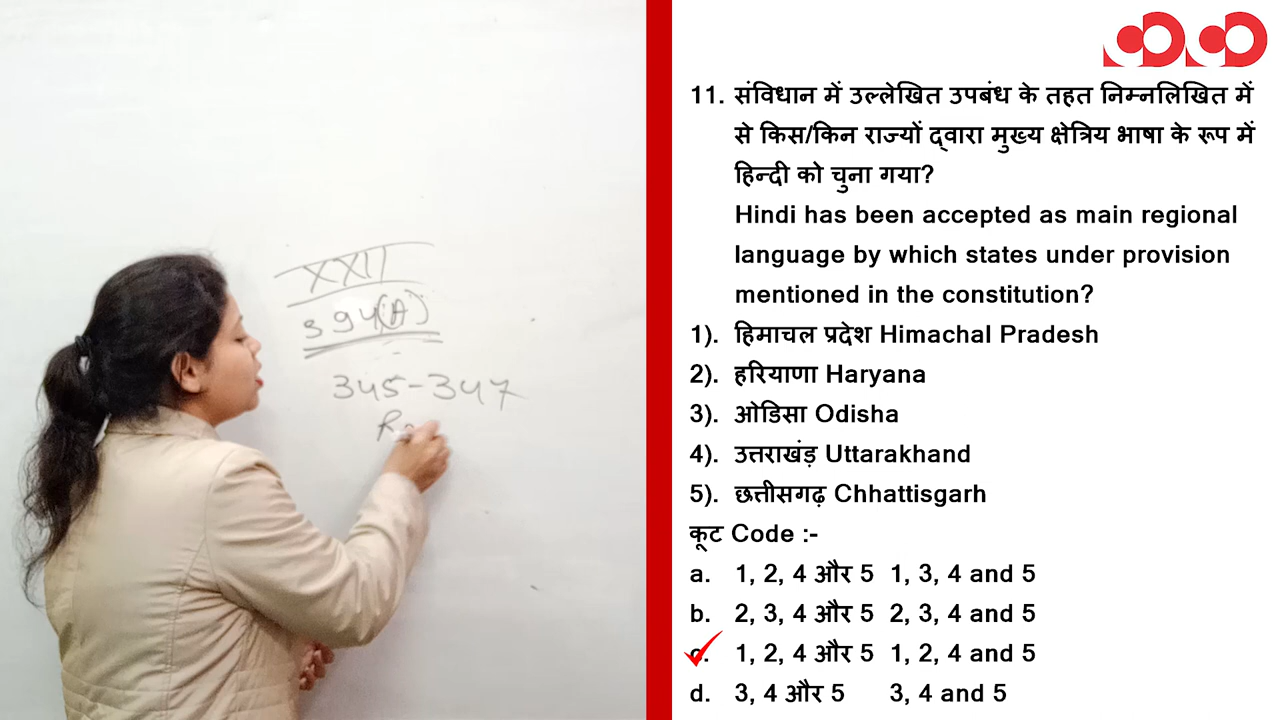 XXII
394(A)
345-347
11. संविधान में उल्लेखित उपबंध के तहत निम्नलिखित में
से किस/किन राज्यों द्वारा मुख्य क्षेत्रिय भाषा के रूप में
हिन्दी को चुना गया?
Hindi has been accepted as main regional
language by which states under provision
mentioned in the constitution?
1). हिमाचल प्रदेश Himachal Pradesh
2). हरियाणा Haryana
3). ओडिसा Odisha
4). उत्तराखंड़ Uttarakhand
5). छत्तीसगढ़ Chhattisgarh
कूट Code :-
a. 1, 2, 4 और 5 1, 3, 4 and 5
b. 2, 3, 4 और 5 2, 3, 4 and 5
c. 1, 2, 4 और 5 1, 2, 4 and 5
d. 3, 4 और 5 3, 4 and 5